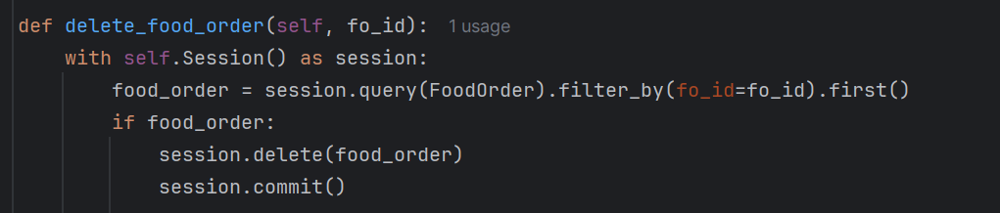 def delete_food_order(self, fo_id): 1 usage
    with self.Session() as session:
        food_order = session.query(FoodOrder).filter_by(fo_id=fo_id).first()
        if food_order:
            session.delete(food_order)
            session.commit()